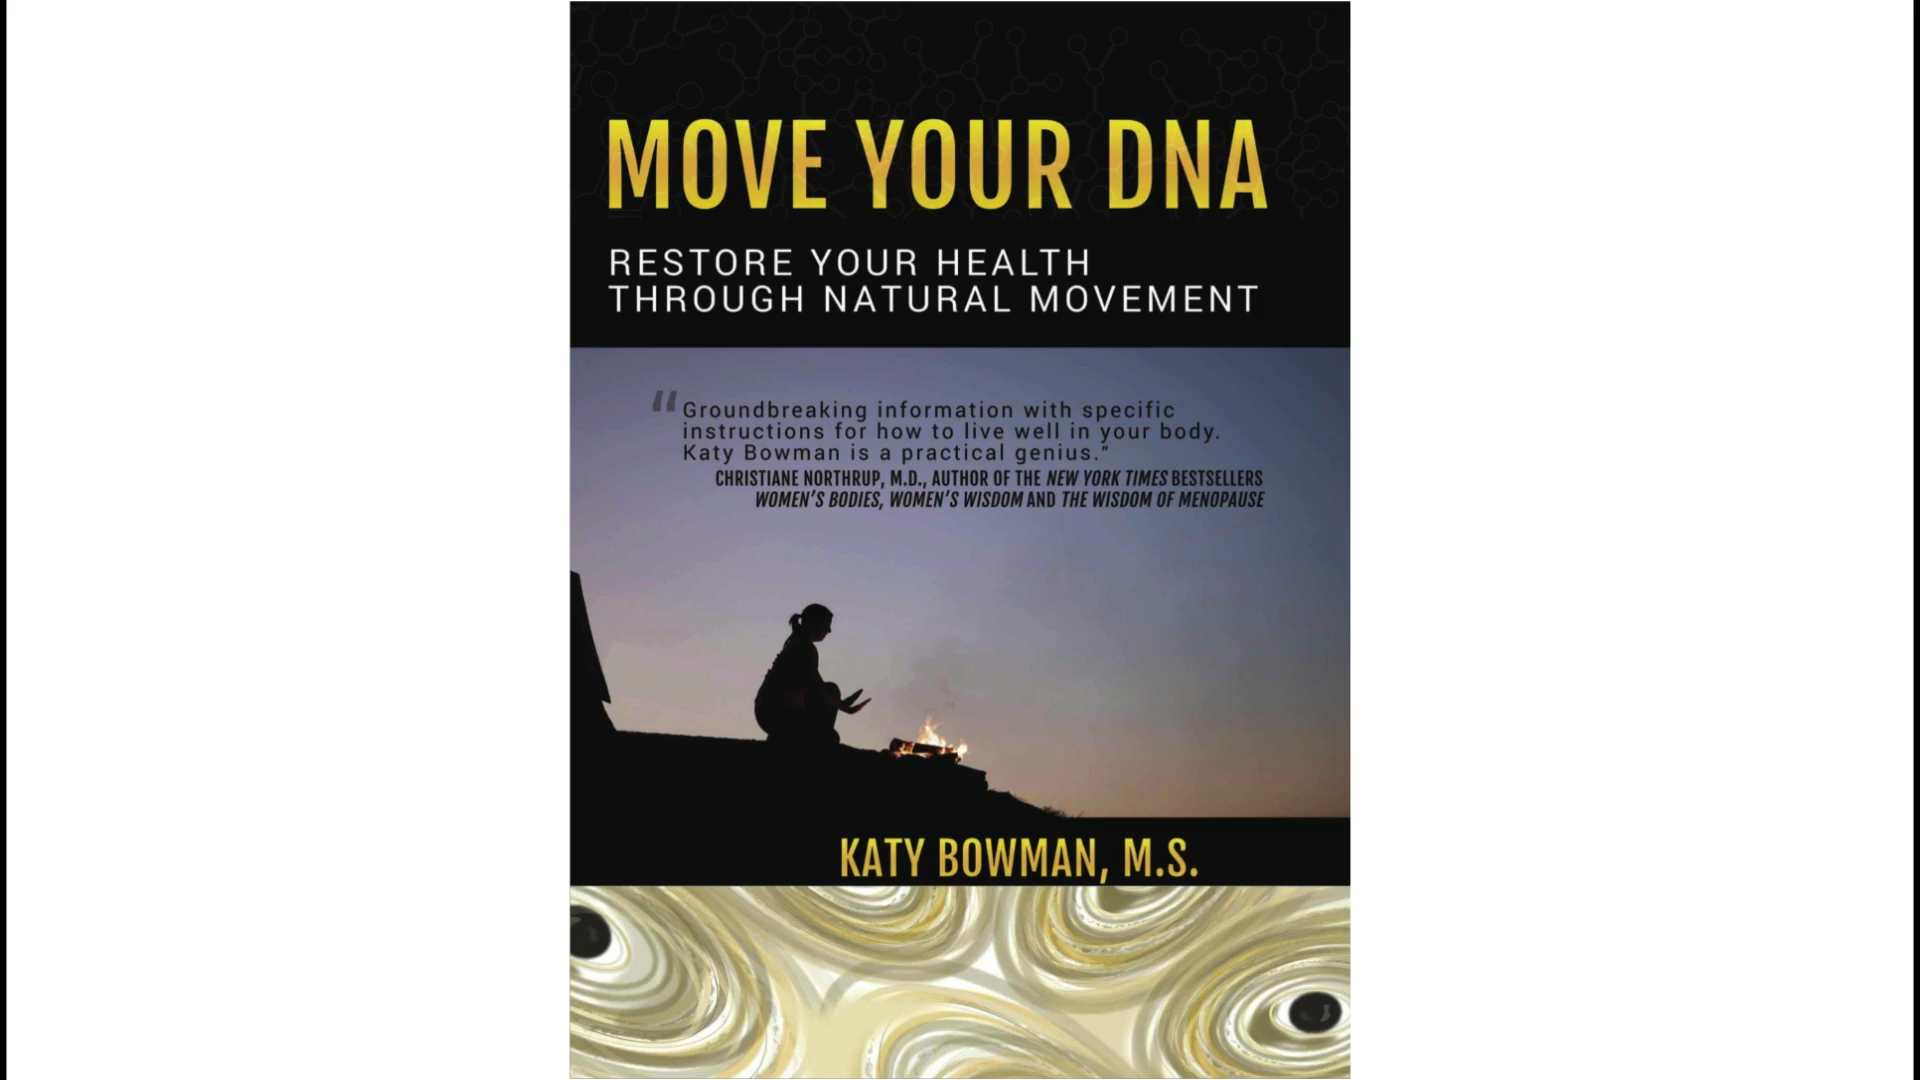 MOVE YOUR DNA
RESTORE YOUR HEALTH
THROUGH NATURAL MOVEMENT
“Groundbreaking information with specific
instructions for how to live well in your body.
Katy Bowman is a practical genius.”
CHRISTIANE NORTHRUP, M.D., AUTHOR OF THE NEW YORK TIMES BESTSELLERS
WOMEN'S BODIES, WOMEN'S WISDOM AND THE WISDOM OF MENOPAUSE
KATY BOWMAN, M.S.